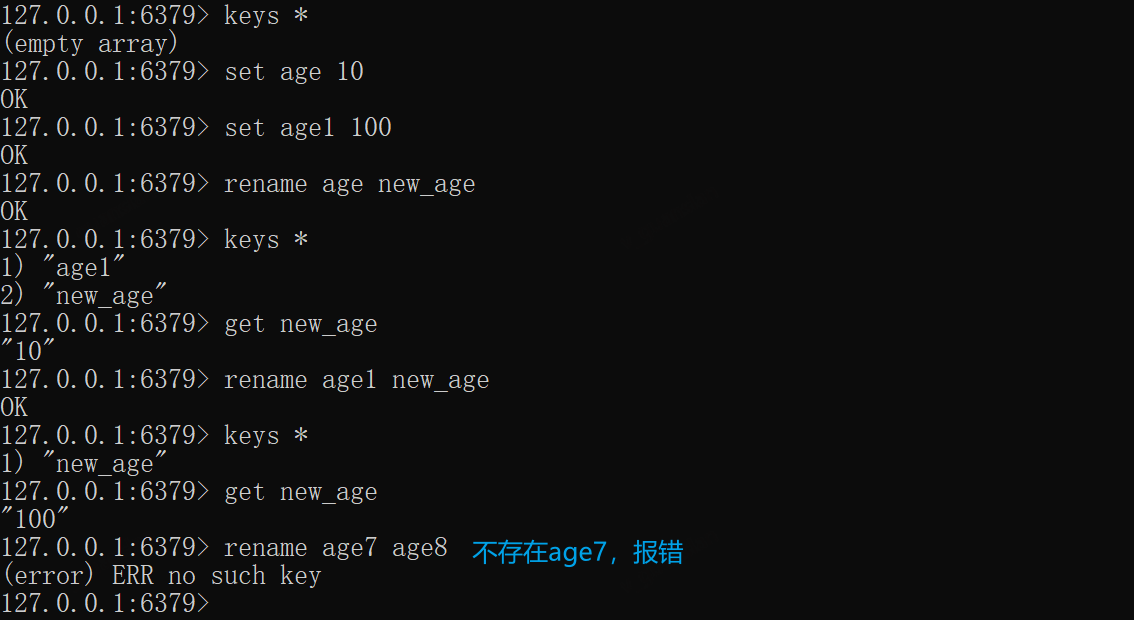 127.0.0.1:6379> keys *
(empty array)
127.0.0.1:6379> set age 10
OK
127.0.0.1:6379> set age1 100
OK
127.0.0.1:6379> rename age new_age
OK
127.0.0.1:6379> keys *
1) "age1"
2) "new_age"
127.0.0.1:6379> get new_age
"10"
127.0.0.1:6379> rename age1 new_age
OK
127.0.0.1:6379> keys *
1) "new_age"
127.0.0.1:6379> get new_age
"100"
127.0.0.1:6379> rename age7 age8 不存在age7，报错
(error) ERR no such key
127.0.0.1:6379>